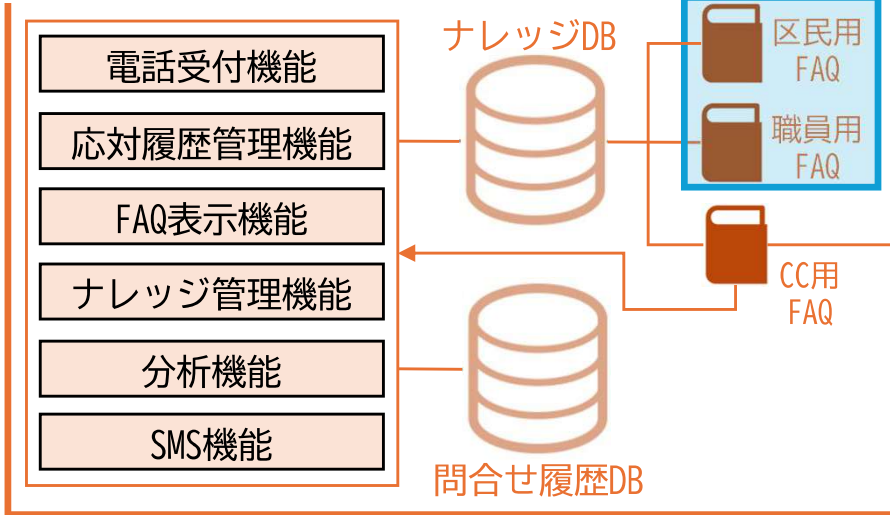 電話受付機能
応対履歴管理機能
FAQ表示機能
ナレッジ管理機能
分析機能
SMS機能
ナレッジDB
問合せ履歴DB
区民用
FAQ
職員用
FAQ
CC用
FAQ